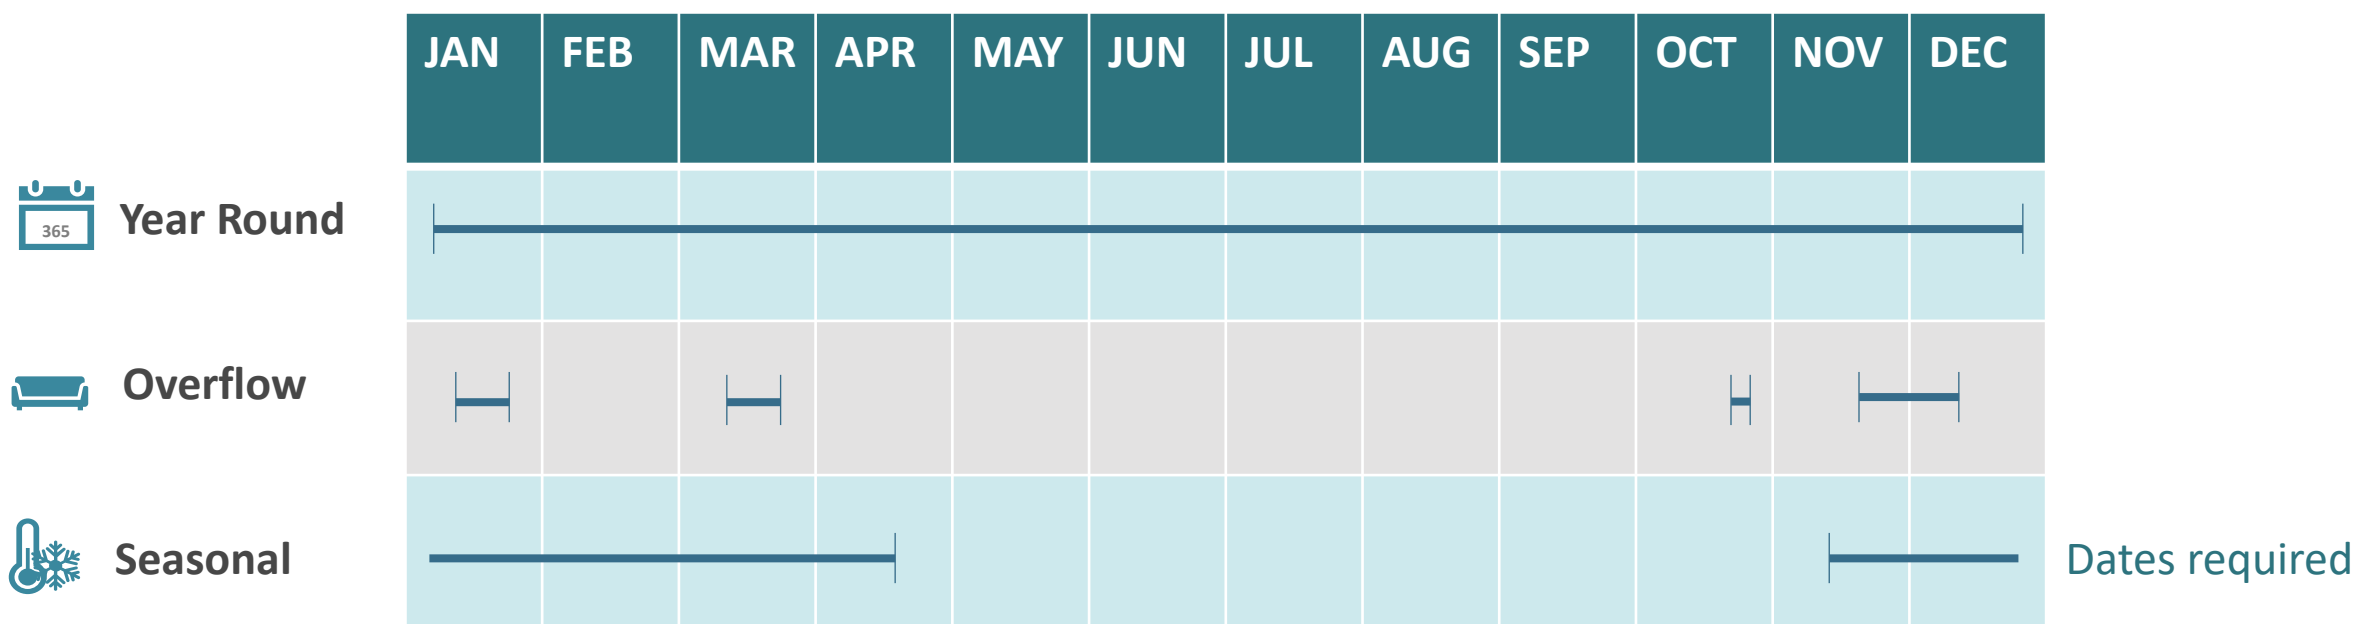 JAN FEB MAR APR MAY JUN JUL AUG SEP OCT NOV DEC
365 Year Round
Overflow
Seasonal Dates required